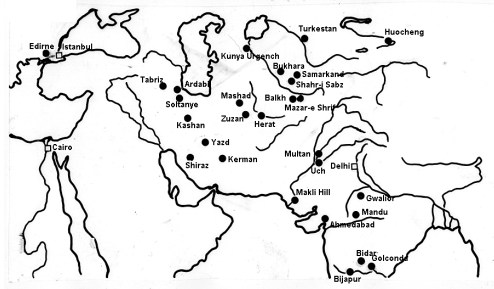 Edirne
Istanbul
Turkestan
Huocheng
Kunya Urgench
Bukhara
Samarkand
Shahr-i Sabz
Tabriz
Ardabil
Soltanye
Mashad
Balkh
Mazar-e Sharif
Zuzan
Herat
Kashan
Cairo
Yazd
Multan
Shiraz
Kerman
Uch
Delhi
Makli Hill
Gwalior
Mandu
Ahmedabad
Bidar
Golconda
Bijapur